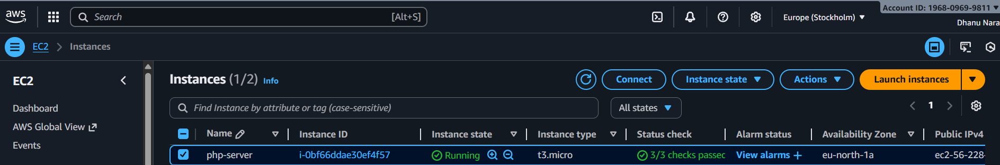 aws Search [Alt+S] Europe (Stockholm) Account ID: 1968-0969-9811
Dhanu Nara
EC2 Instances
EC2
Dashboard
AWS Global View
Events
Instances (1/2) Info Connect Instance state Actions Launch instances
Find Instance by attribute or tag (case-sensitive) All states 1
Name Instance ID Instance state Instance type Status check Alarm status Availability Zone Public IPv4
php-server i-0bf66ddae30ef4f57 Running t3.micro 3/3 checks passed View alarms + eu-north-1a ec2-56-228-